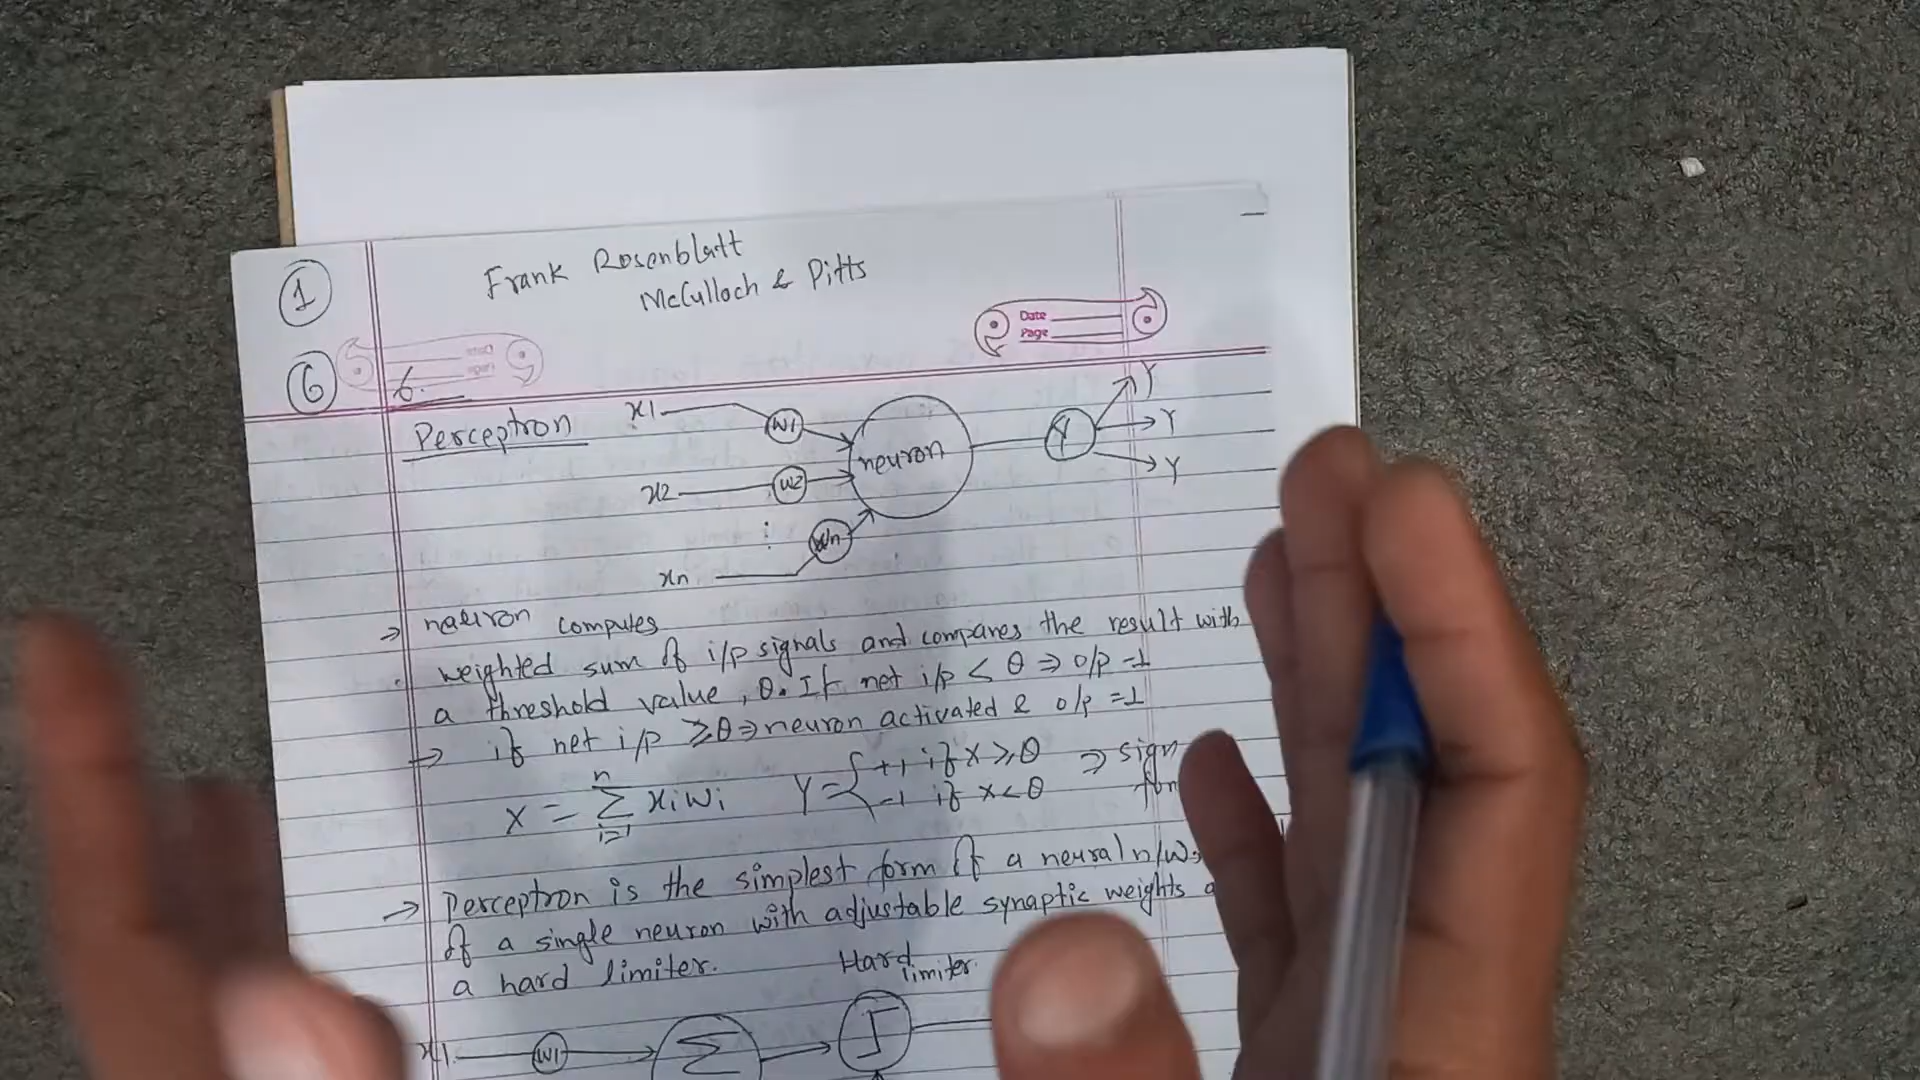 1
Frank Rosenblatt
McCulloch & Pitts
Date
Page
6
6.
Perceptron
x1 w1 neuron Y Y
Y
x2 w2 Y
wn
xn
→ neuron computes
weighted sum of i/p signals and compares the result with
a threshold value, θ. If net i/p < θ ⇒ o/p = -1
→ if net i/p ≥ θ ⇒ neuron activated & o/p = 1
X = n∑i=1 xiwi Y = { +1 if X ≥ θ ⇒ sign
-1 if X < θ
→ Perceptron is the simplest form of a neural n/w.
of a single neuron with adjustable synaptic weights
a hard limiter. Hard
limiter.
x1 w1 ∑